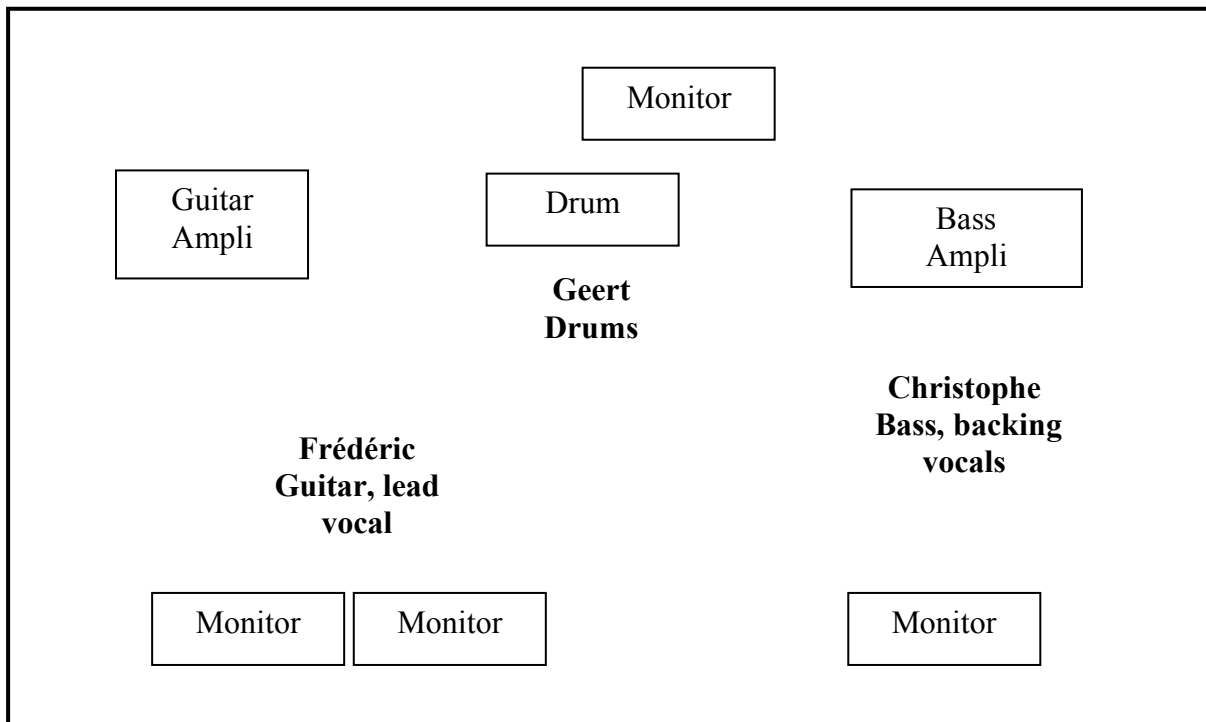 Monitor
Guitar
Ampli
Drum
Bass
Ampli
Geert
Drums
Christophe
Bass, backing
vocals
Frédéric
Guitar, lead
vocal
Monitor
Monitor
Monitor